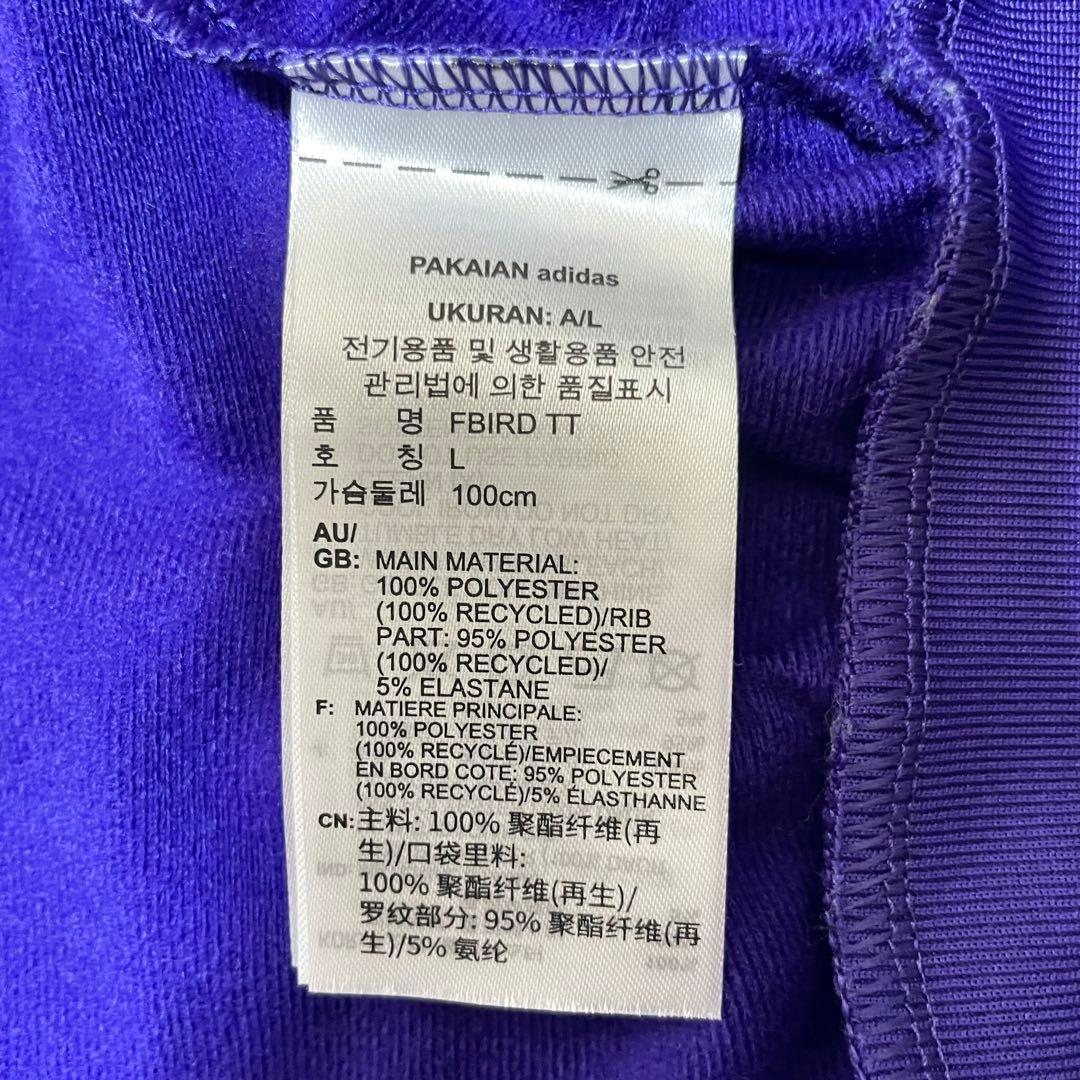 PAKAIAN adidas
UKURAN: A/L
전기용품 및 생활용품 안전
관리법에 의한 품질표시
품 명 FBIRD TT
호 칭 L
가슴둘레 100cm
AU/
GB: MAIN MATERIAL:
100% POLYESTER
(100% RECYCLED)/RIB
PART: 95% POLYESTER
(100% RECYCLED)/
5% ELASTANE
F: MATIERE PRINCIPALE:
100% POLYESTER
(100% RECYCLÉ)/EMPIECEMENT
EN BORD COTE: 95% POLYESTER
(100% RECYCLÉ)/5% ÉLASTHANNE
CN: 主料: 100% 聚酯纤维(再
生)/口袋里料:
100% 聚酯纤维(再生)/
罗纹部分: 95% 聚酯纤维(再
生)/5% 氨纶